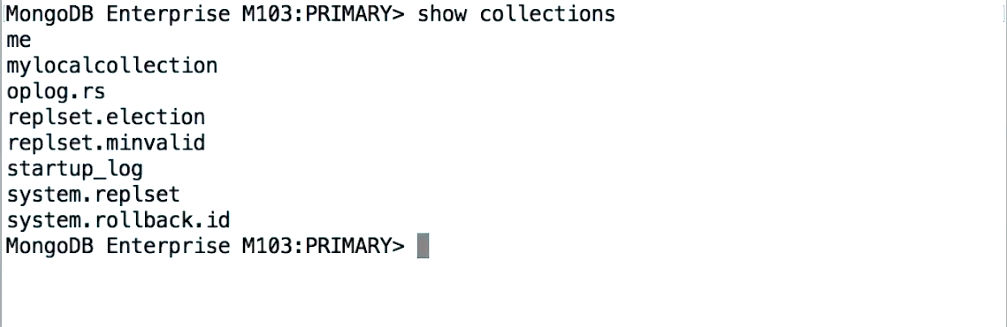 MongoDB Enterprise M103:PRIMARY> show collections
me
mylocalcollection
oplog.rs
replset.election
replset.minvalid
startup_log
system.replset
system.rollback.id
MongoDB Enterprise M103:PRIMARY>